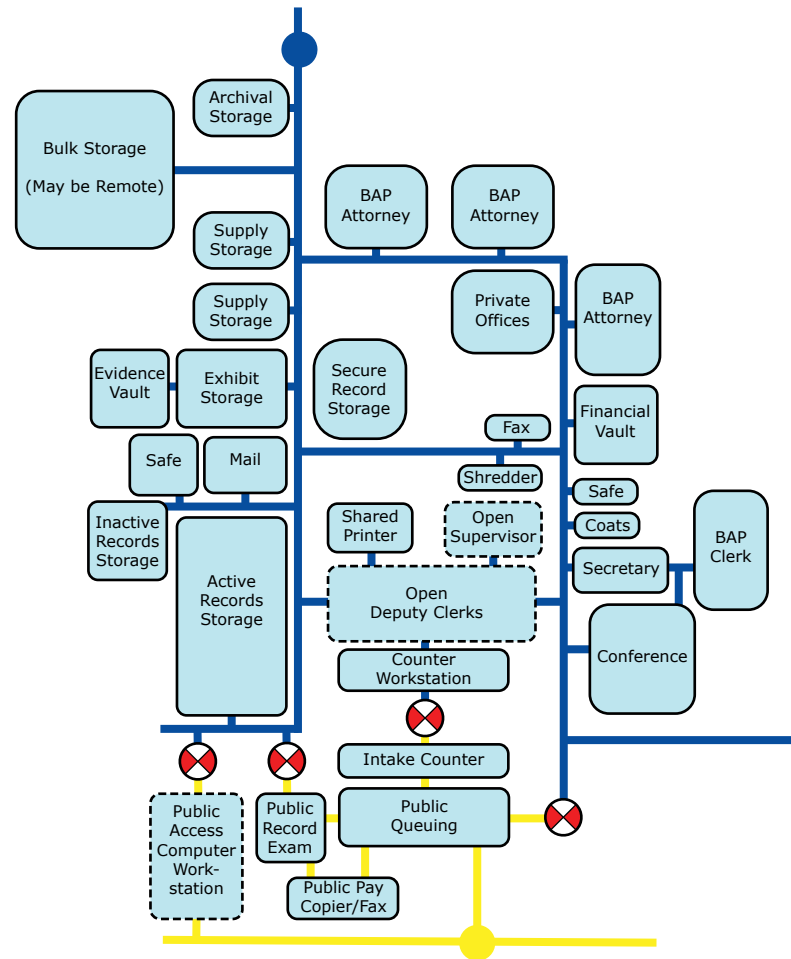 Archival
Storage
Bulk Storage
(May be Remote)
BAP
Attorney
BAP
Attorney
Supply
Storage
Supply
Storage
Private
Offices
BAP
Attorney
Evidence
Vault
Exhibit
Storage
Secure
Record
Storage
Financial
Vault
Fax
Safe
Mail
Shredder
Safe
Inactive
Records
Storage
Shared
Printer
Open
Supervisor
Coats
BAP
Clerk
Secretary
Active
Records
Storage
Open
Deputy Clerks
Conference
Counter
Workstation
Intake Counter
Public
Access
Computer
Work-
station
Public
Record
Exam
Public
Queuing
Public Pay
Copier/Fax